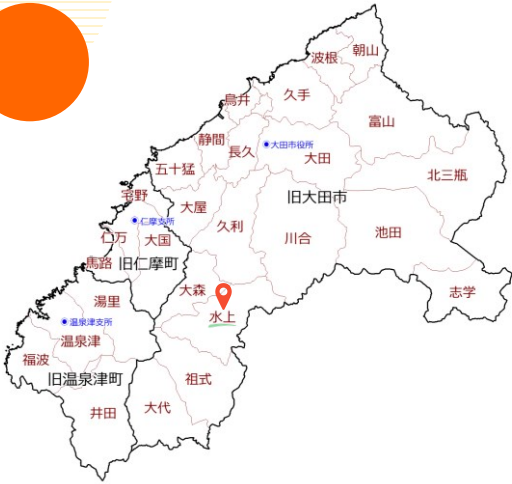 朝山
波根
久手
鳥井
富山
静間
長久
大田市役所
大田
五十猛
北三瓶
宅野
旧大田市
大屋
仁摩支所
久利
池田
仁万
大国
川合
馬路
旧仁摩町
大森
志学
湯里
水上
温泉津支所
温泉津
福波
旧温泉津町
祖式
井田
大代